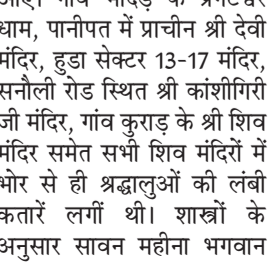 धाम, पानीपत में प्राचीन श्री देवी
मंदिर, हुडा सेक्टर 13-17 मंदिर,
सनौली रोड स्थित श्री कांशीगिरी
जी मंदिर, गांव कुराड़ के श्री शिव
मंदिर समेत सभी शिव मंदिरों में
भोर से ही श्रद्धालुओं की लंबी
कतारें लगीं थी। शास्त्रों के
अनुसार सावन महीना भगवान